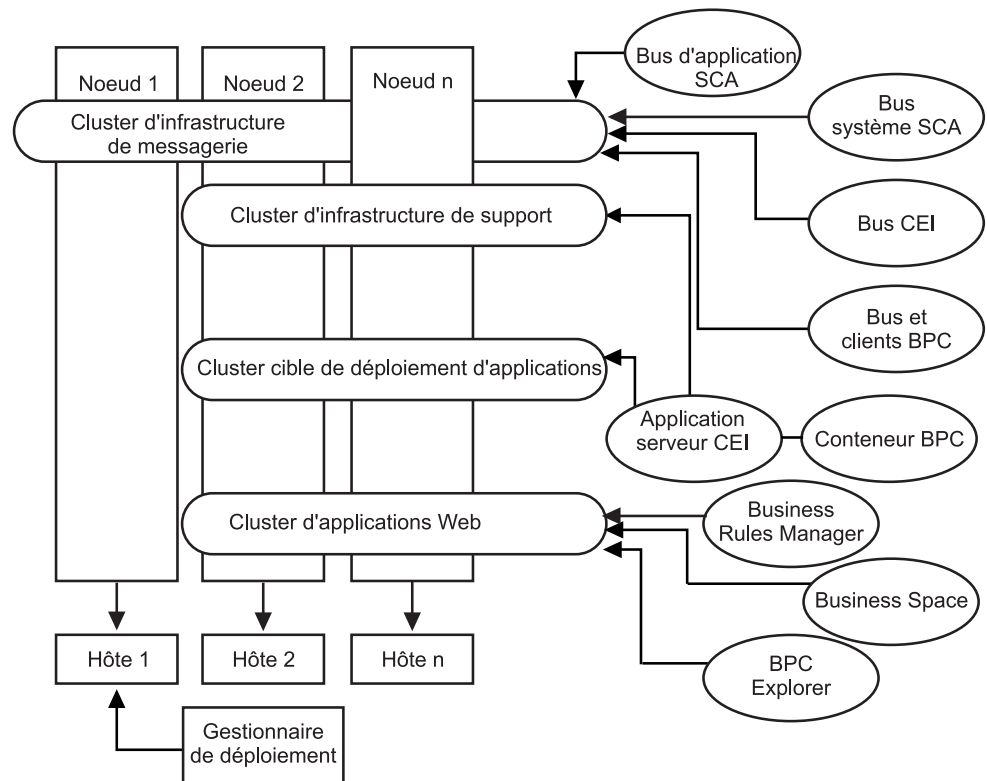 Noeud 1
Noeud 2
Noeud n
Bus d'application
SCA
Cluster d'infrastructure
de messagerie
Bus
système SCA
Cluster d'infrastructure de support
Bus CEI
Bus et
clients BPC
Cluster cible de déploiement d'applications
Application
serveur CEI
Conteneur BPC
Cluster d'applications Web
Business
Rules Manager
Business Space
BPC
Explorer
Hôte 1
Hôte 2
Hôte n
Gestionnaire
de déploiement